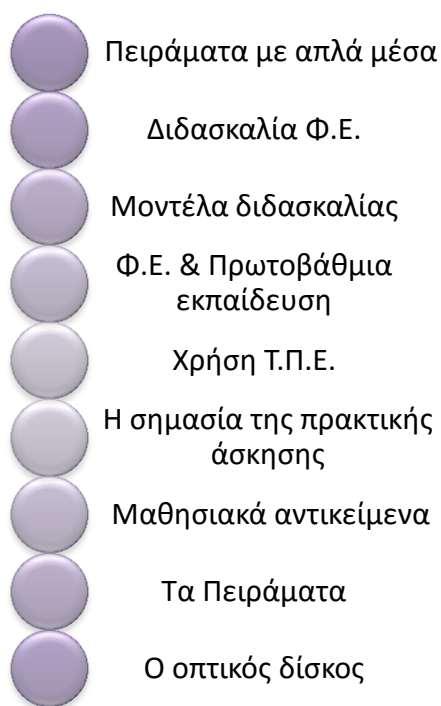 Πειράματα με απλά μέσα
Διδασκαλία Φ.Ε.
Μοντέλα διδασκαλίας
Φ.Ε. & Πρωτοβάθμια
εκπαίδευση
Χρήση Τ.Π.Ε.
Η σημασία της πρακτικής
άσκησης
Μαθησιακά αντικείμενα
Τα Πειράματα
Ο οπτικός δίσκος